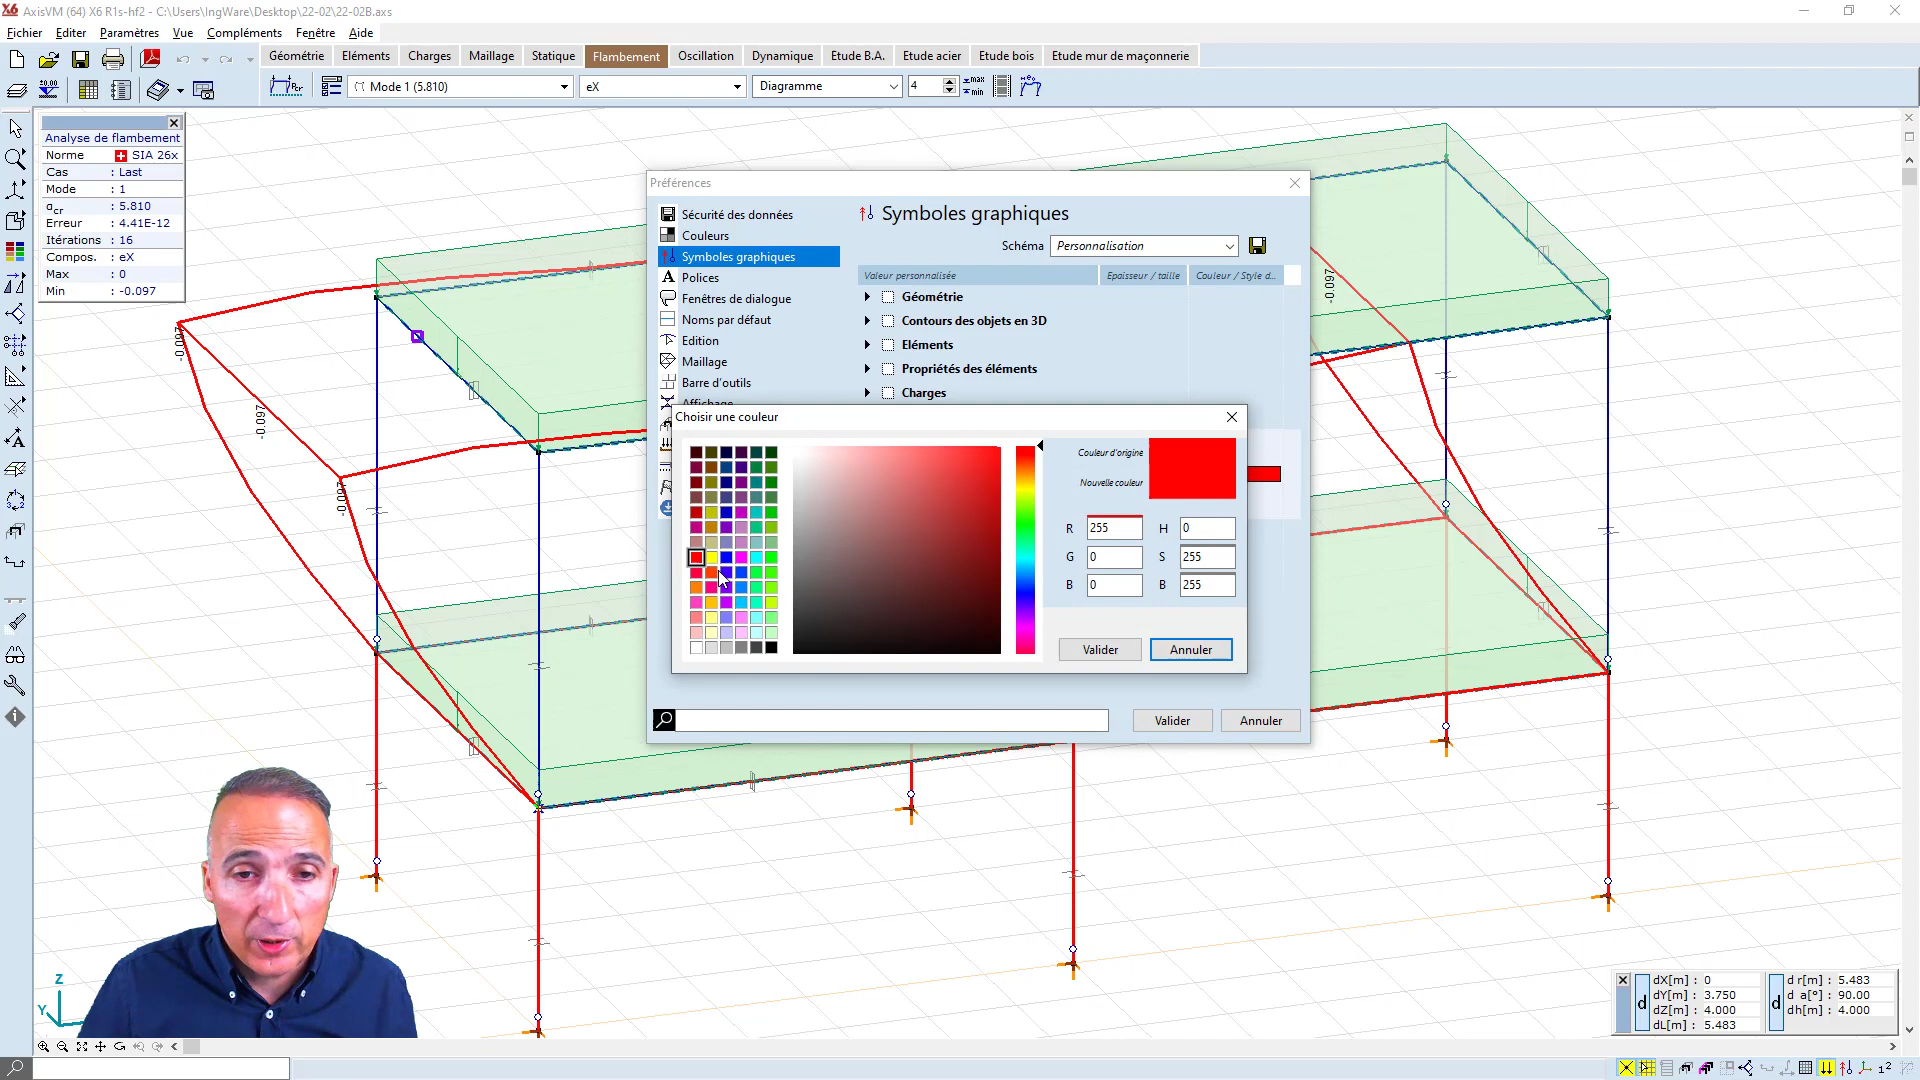 AxisVM (64) X6 R1s-hf2 - C:\Users\IngWare\Desktop\22-02\22-02B.axs
Fichier Editer Paramètres Vue Compléments Fenêtre Aide
Géométrie Eléments Charges Maillage Statique Flambement Oscillation Dynamique Etude B.A. Etude acier Etude bois Etude mur de maçonnerie
Mode 1 (5.810) eX Diagramme 4
Analyse de flambement
Norme SIA 26x
Cas : Last
Mode : 1
αcr : 5.810
Erreur : 4.41E-12
Itérations : 16
Compos. : eX
Max : 0
Min : -0.097
-0.097
-0.097
-0.097
-0.097
Préférences
Sécurité des données
Couleurs
Symboles graphiques
Polices
Fenêtres de dialogue
Noms par défaut
Edition
Maillage
Barre d'outils
Affichage
Symboles graphiques
Schéma Personnalisation
Valeur personnalisée Epaisseur / taille Couleur / Style d...
Géométrie
Contours des objets en 3D
Eléments
Propriétés des éléments
Charges
Choisir une couleur
Couleur d'origine
Nouvelle couleur
R 255 H 0
G 0 S 255
B 0 B 255
Valider Annuler
Valider Annuler
Z
Y
dX[m] : 0
dY[m] : 3.750
dZ[m] : 4.000
dL[m] : 5.483
d r[m] : 5.483
d a[°] : 90.00
dh[m] : 4.000
d
d